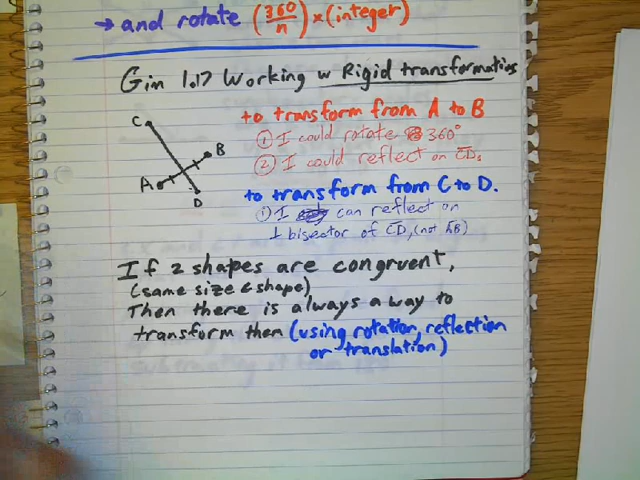 → and rotate (360/n) × (integer)
Gim 1.17 Working w Rigid transformations
C
B
A
D
to transform from A to B
① I could rotate 360°
② I could reflect on CD.
to transform from C to D.
① I can reflect on
⊥ bisector of CD, (not AB)
If 2 shapes are congruent,
(same size & shape)
Then there is always a way to
transform then (using rotation, reflection
or translation)